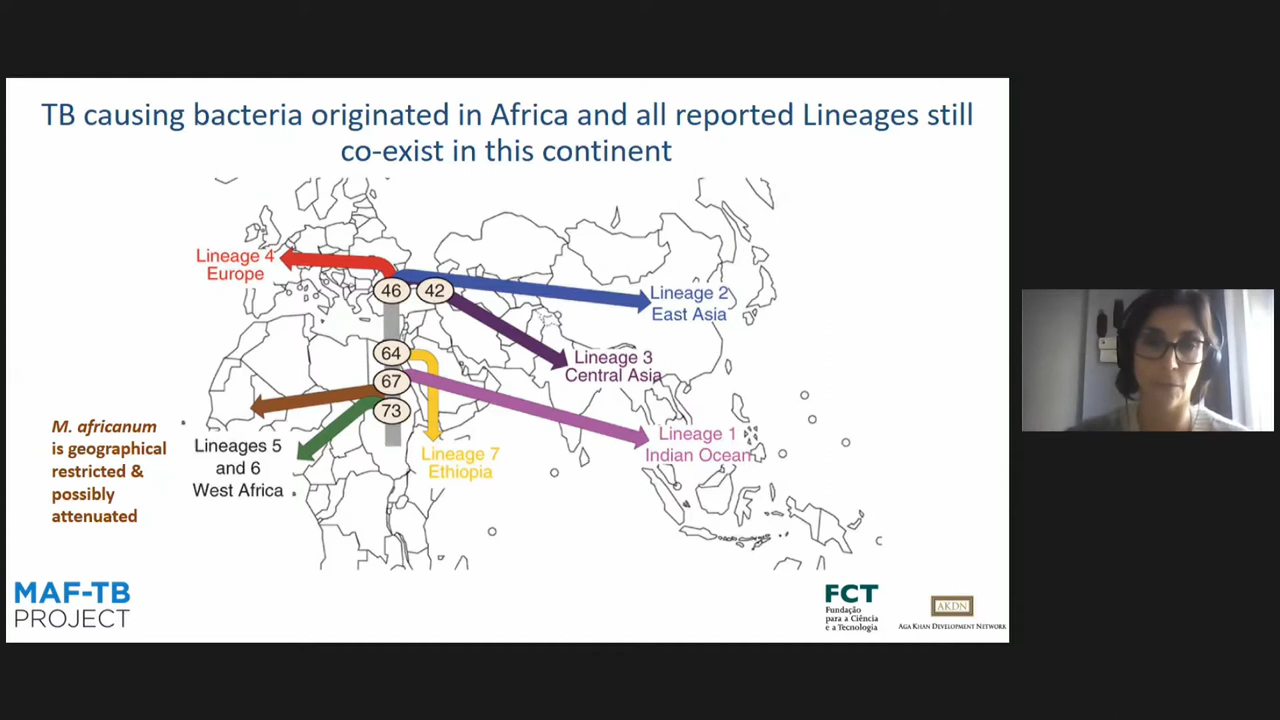 TB causing bacteria originated in Africa and all reported Lineages still
co-exist in this continent
Lineage 4
Europe
46
42
Lineage 2
East Asia
64
Lineage 3
Central Asia
67
73
M. africanum
is geographical
restricted &
possibly
attenuated
Lineages 5
and 6
West Africa
Lineage 7
Ethiopia
Lineage 1
Indian Ocean
MAF-TB
PROJECT
FCT
Fundação
para a Ciência
e a Tecnologia
AKDN
AGA KHAN DEVELOPMENT NETWORK